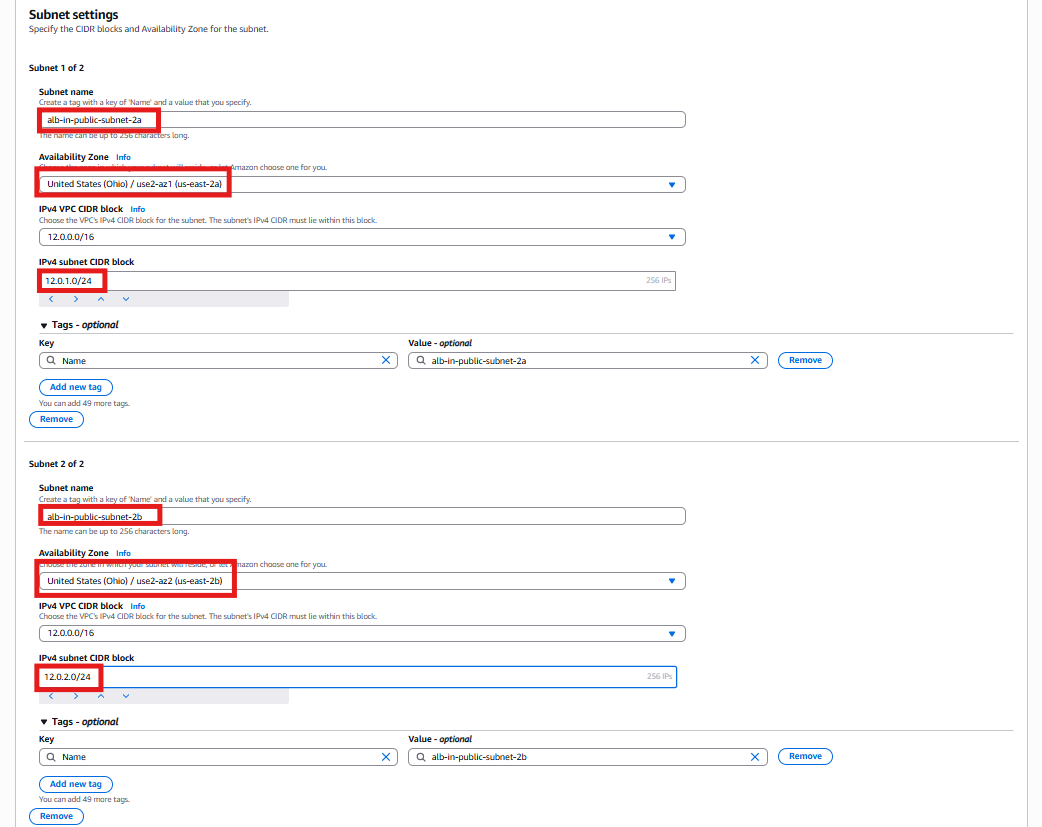 Subnet settings
Specify the CIDR blocks and Availability Zone for the subnet.
Subnet 1 of 2
Subnet name
Create a tag with a key of 'Name' and a value that you specify.
alb-in-public-subnet-2a
The name can be up to 256 characters long.
Availability Zone Info
Choose the zone in which your subnet will reside, or let Amazon choose one for you.
United States (Ohio) / use2-az1 (us-east-2a)
IPv4 VPC CIDR block Info
Choose the VPC's IPv4 CIDR block for the subnet. The subnet's IPv4 CIDR must lie within this block.
12.0.0.0/16
IPv4 subnet CIDR block
12.0.1.0/24 256 IPs
Tags - optional
Key Value - optional
Name alb-in-public-subnet-2a Remove
Add new tag
You can add 49 more tags.
Remove
Subnet 2 of 2
Subnet name
Create a tag with a key of 'Name' and a value that you specify.
alb-in-public-subnet-2b
The name can be up to 256 characters long.
Availability Zone Info
Choose the zone in which your subnet will reside, or let Amazon choose one for you.
United States (Ohio) / use2-az2 (us-east-2b)
IPv4 VPC CIDR block Info
Choose the VPC's IPv4 CIDR block for the subnet. The subnet's IPv4 CIDR must lie within this block.
12.0.0.0/16
IPv4 subnet CIDR block
12.0.2.0/24 256 IPs
Tags - optional
Key Value - optional
Name alb-in-public-subnet-2b Remove
Add new tag
You can add 49 more tags.
Remove